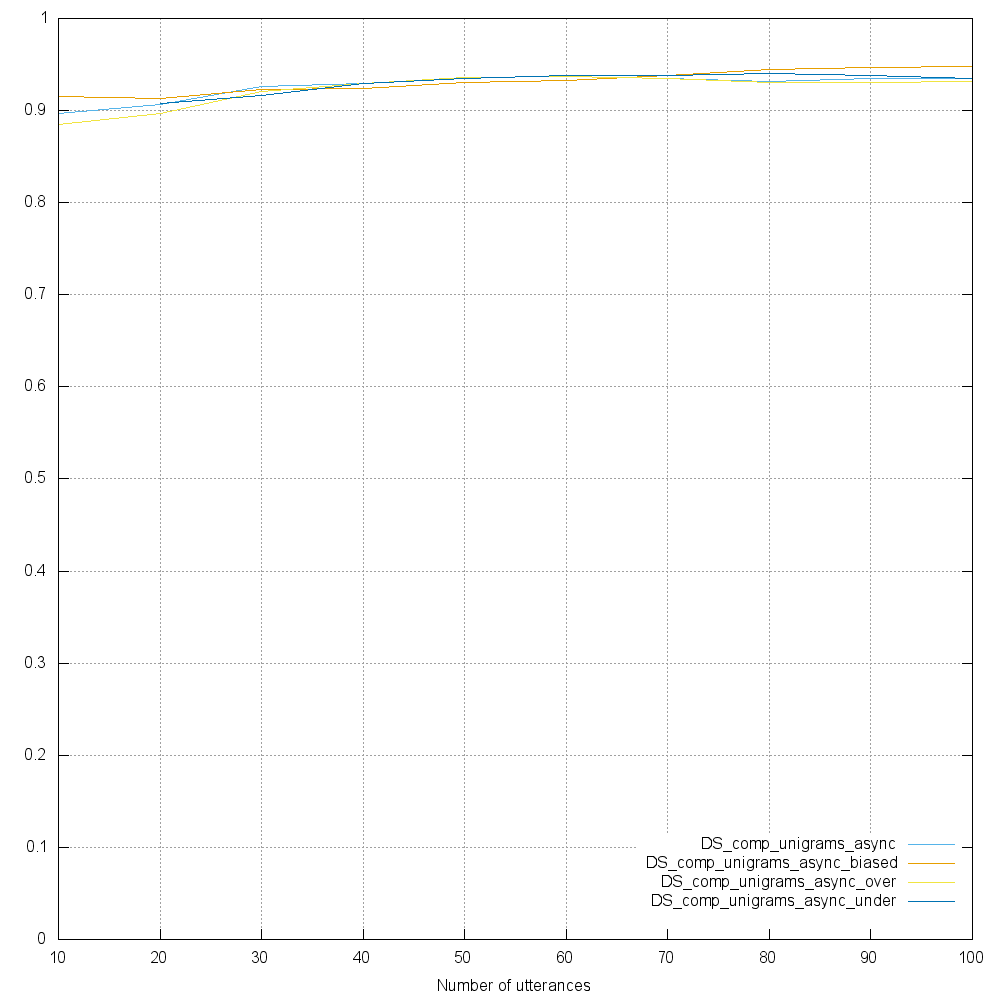 1
0.9
0.8
0.7
0.6
0.5
0.4
0.3
0.2
0.1
0
DS_comp_unigrams_async
DS_comp_unigrams_async_biased
DS_comp_unigrams_async_over
DS_comp_unigrams_async_under
10 20 30 40 50 60 70 80 90 100
Number of utterances